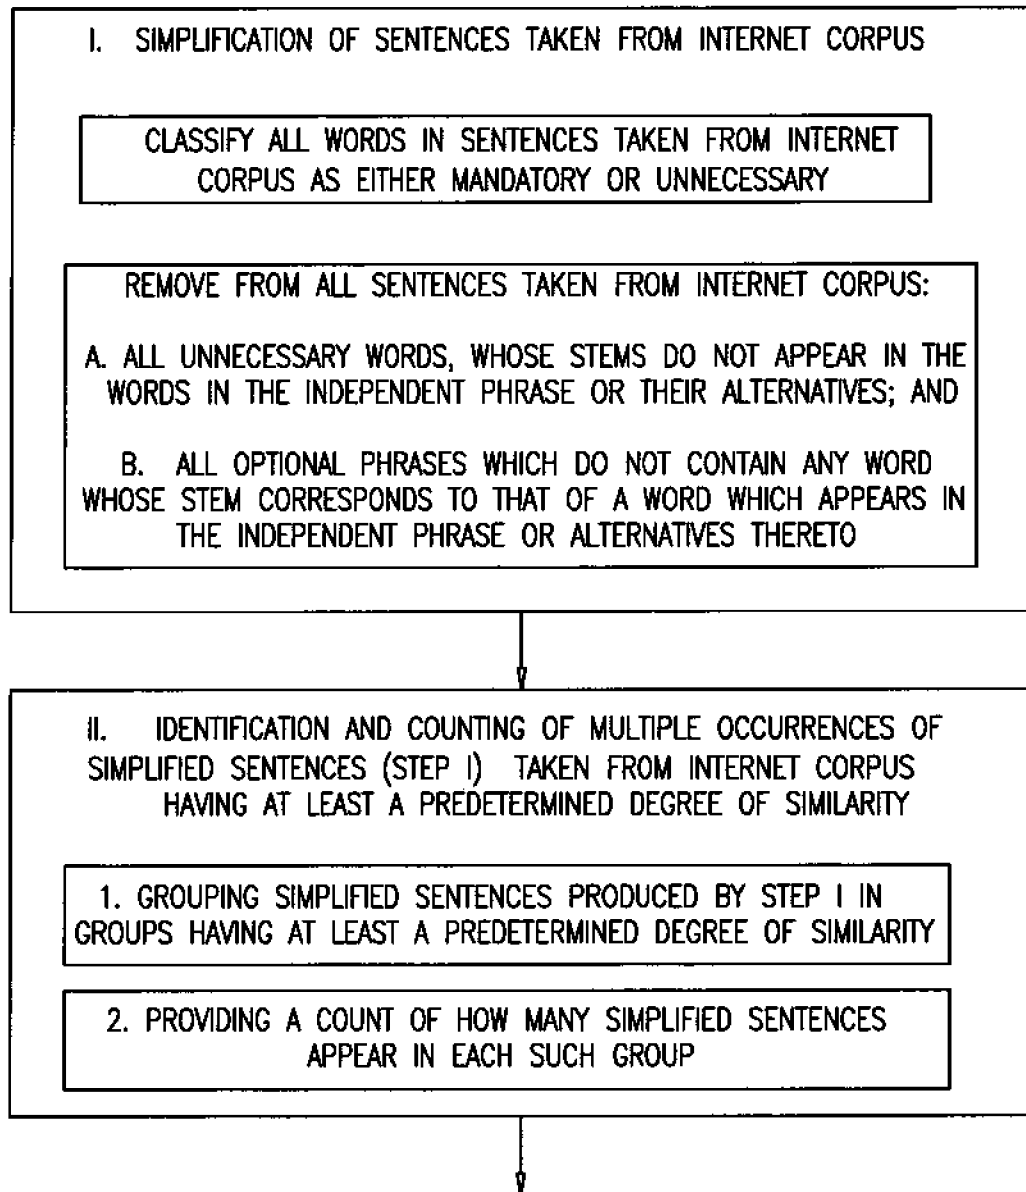 I. SIMPLIFICATION OF SENTENCES TAKEN FROM INTERNET CORPUS
CLASSIFY ALL WORDS IN SENTENCES TAKEN FROM INTERNET
CORPUS AS EITHER MANDATORY OR UNNECESSARY
REMOVE FROM ALL SENTENCES TAKEN FROM INTERNET CORPUS:
A. ALL UNNECESSARY WORDS, WHOSE STEMS DO NOT APPEAR IN THE
WORDS IN THE INDEPENDENT PHRASE OR THEIR ALTERNATIVES; AND
B. ALL OPTIONAL PHRASES WHICH DO NOT CONTAIN ANY WORD
WHOSE STEM CORRESPONDS TO THAT OF A WORD WHICH APPEARS IN
THE INDEPENDENT PHRASE OR ALTERNATIVES THERETO
II. IDENTIFICATION AND COUNTING OF MULTIPLE OCCURRENCES OF
SIMPLIFIED SENTENCES (STEP I) TAKEN FROM INTERNET CORPUS
HAVING AT LEAST A PREDETERMINED DEGREE OF SIMILARITY
1. GROUPING SIMPLIFIED SENTENCES PRODUCED BY STEP I IN
GROUPS HAVING AT LEAST A PREDETERMINED DEGREE OF SIMILARITY
2. PROVIDING A COUNT OF HOW MANY SIMPLIFIED SENTENCES
APPEAR IN EACH SUCH GROUP